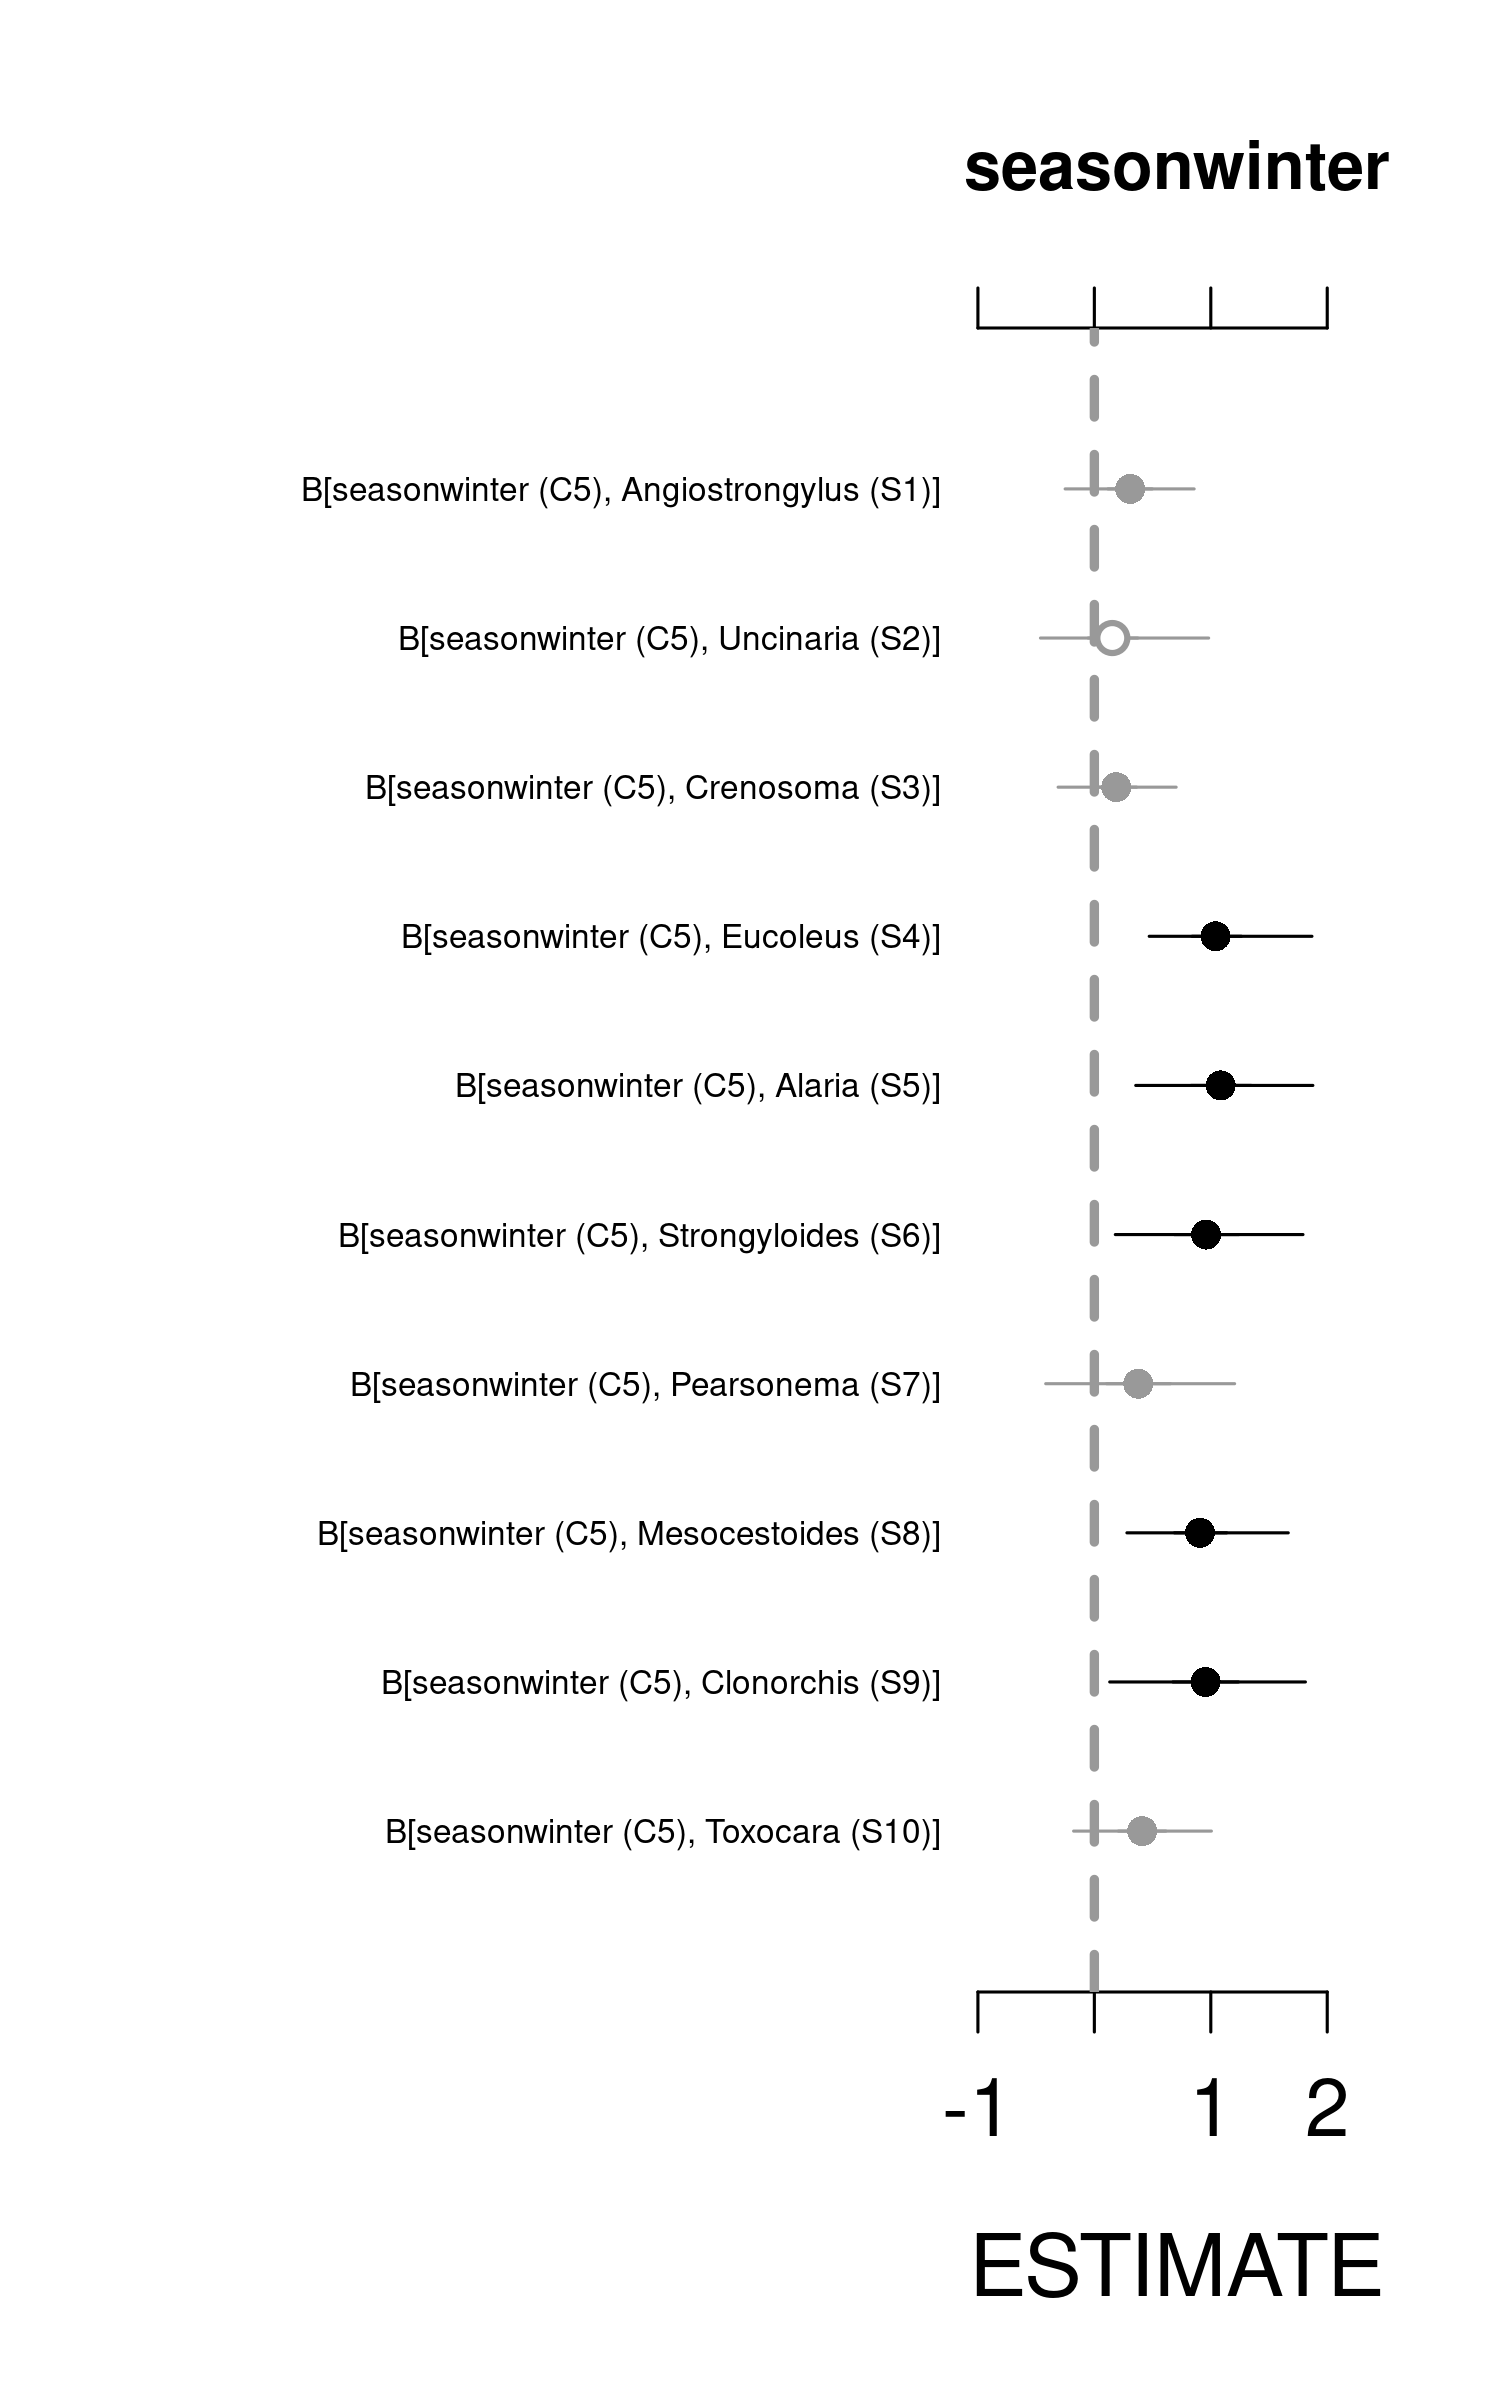 seasonwinter
B[seasonwinter (C5), Angiostrongylus (S1)]
B[seasonwinter (C5), Uncinaria (S2)]
B[seasonwinter (C5), Crenosoma (S3)]
B[seasonwinter (C5), Eucoleus (S4)]
B[seasonwinter (C5), Alaria (S5)]
B[seasonwinter (C5), Strongyloides (S6)]
B[seasonwinter (C5), Pearsonema (S7)]
B[seasonwinter (C5), Mesocestoides (S8)]
B[seasonwinter (C5), Clonorchis (S9)]
B[seasonwinter (C5), Toxocara (S10)]
-1 1 2
ESTIMATE